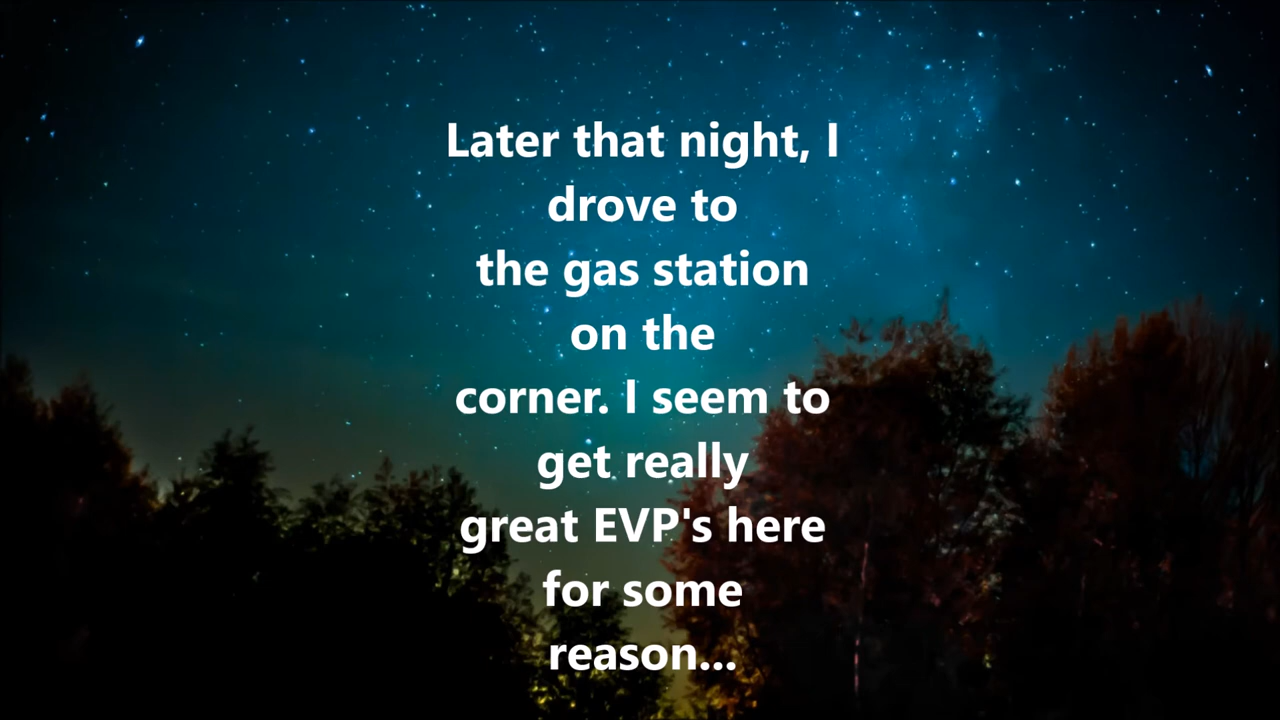 Later that night, I
drove to
the gas station
on the
corner. I seem to
get really
great EVP's here
for some
reason...